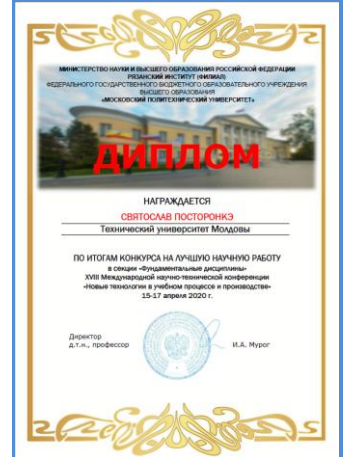 МИНИСТЕРСТВО НАУКИ И ВЫСШЕГО ОБРАЗОВАНИЯ РОССИЙСКОЙ ФЕДЕРАЦИИ
РЯЗАНСКИЙ ИНСТИТУТ (ФИЛИАЛ)
ФЕДЕРАЛЬНОГО ГОСУДАРСТВЕННОГО БЮДЖЕТНОГО ОБРАЗОВАТЕЛЬНОГО УЧРЕЖДЕНИЯ
ВЫСШЕГО ОБРАЗОВАНИЯ
«МОСКОВСКИЙ ПОЛИТЕХНИЧЕСКИЙ УНИВЕРСИТЕТ»
ДИПЛОМ
НАГРАЖДАЕТСЯ
СВЯТОСЛАВ ПОСТОРОНКЭ
Технический университет Молдовы
ПО ИТОГАМ КОНКУРСА НА ЛУЧШУЮ НАУЧНУЮ РАБОТУ
в секции «Фундаментальные дисциплины»
XVIII Международной научно-технической конференции
«Новые технологии в учебном процессе и производстве»
15-17 апреля 2020 г.
Директор
д.т.н., профессор
И.А. Мурог